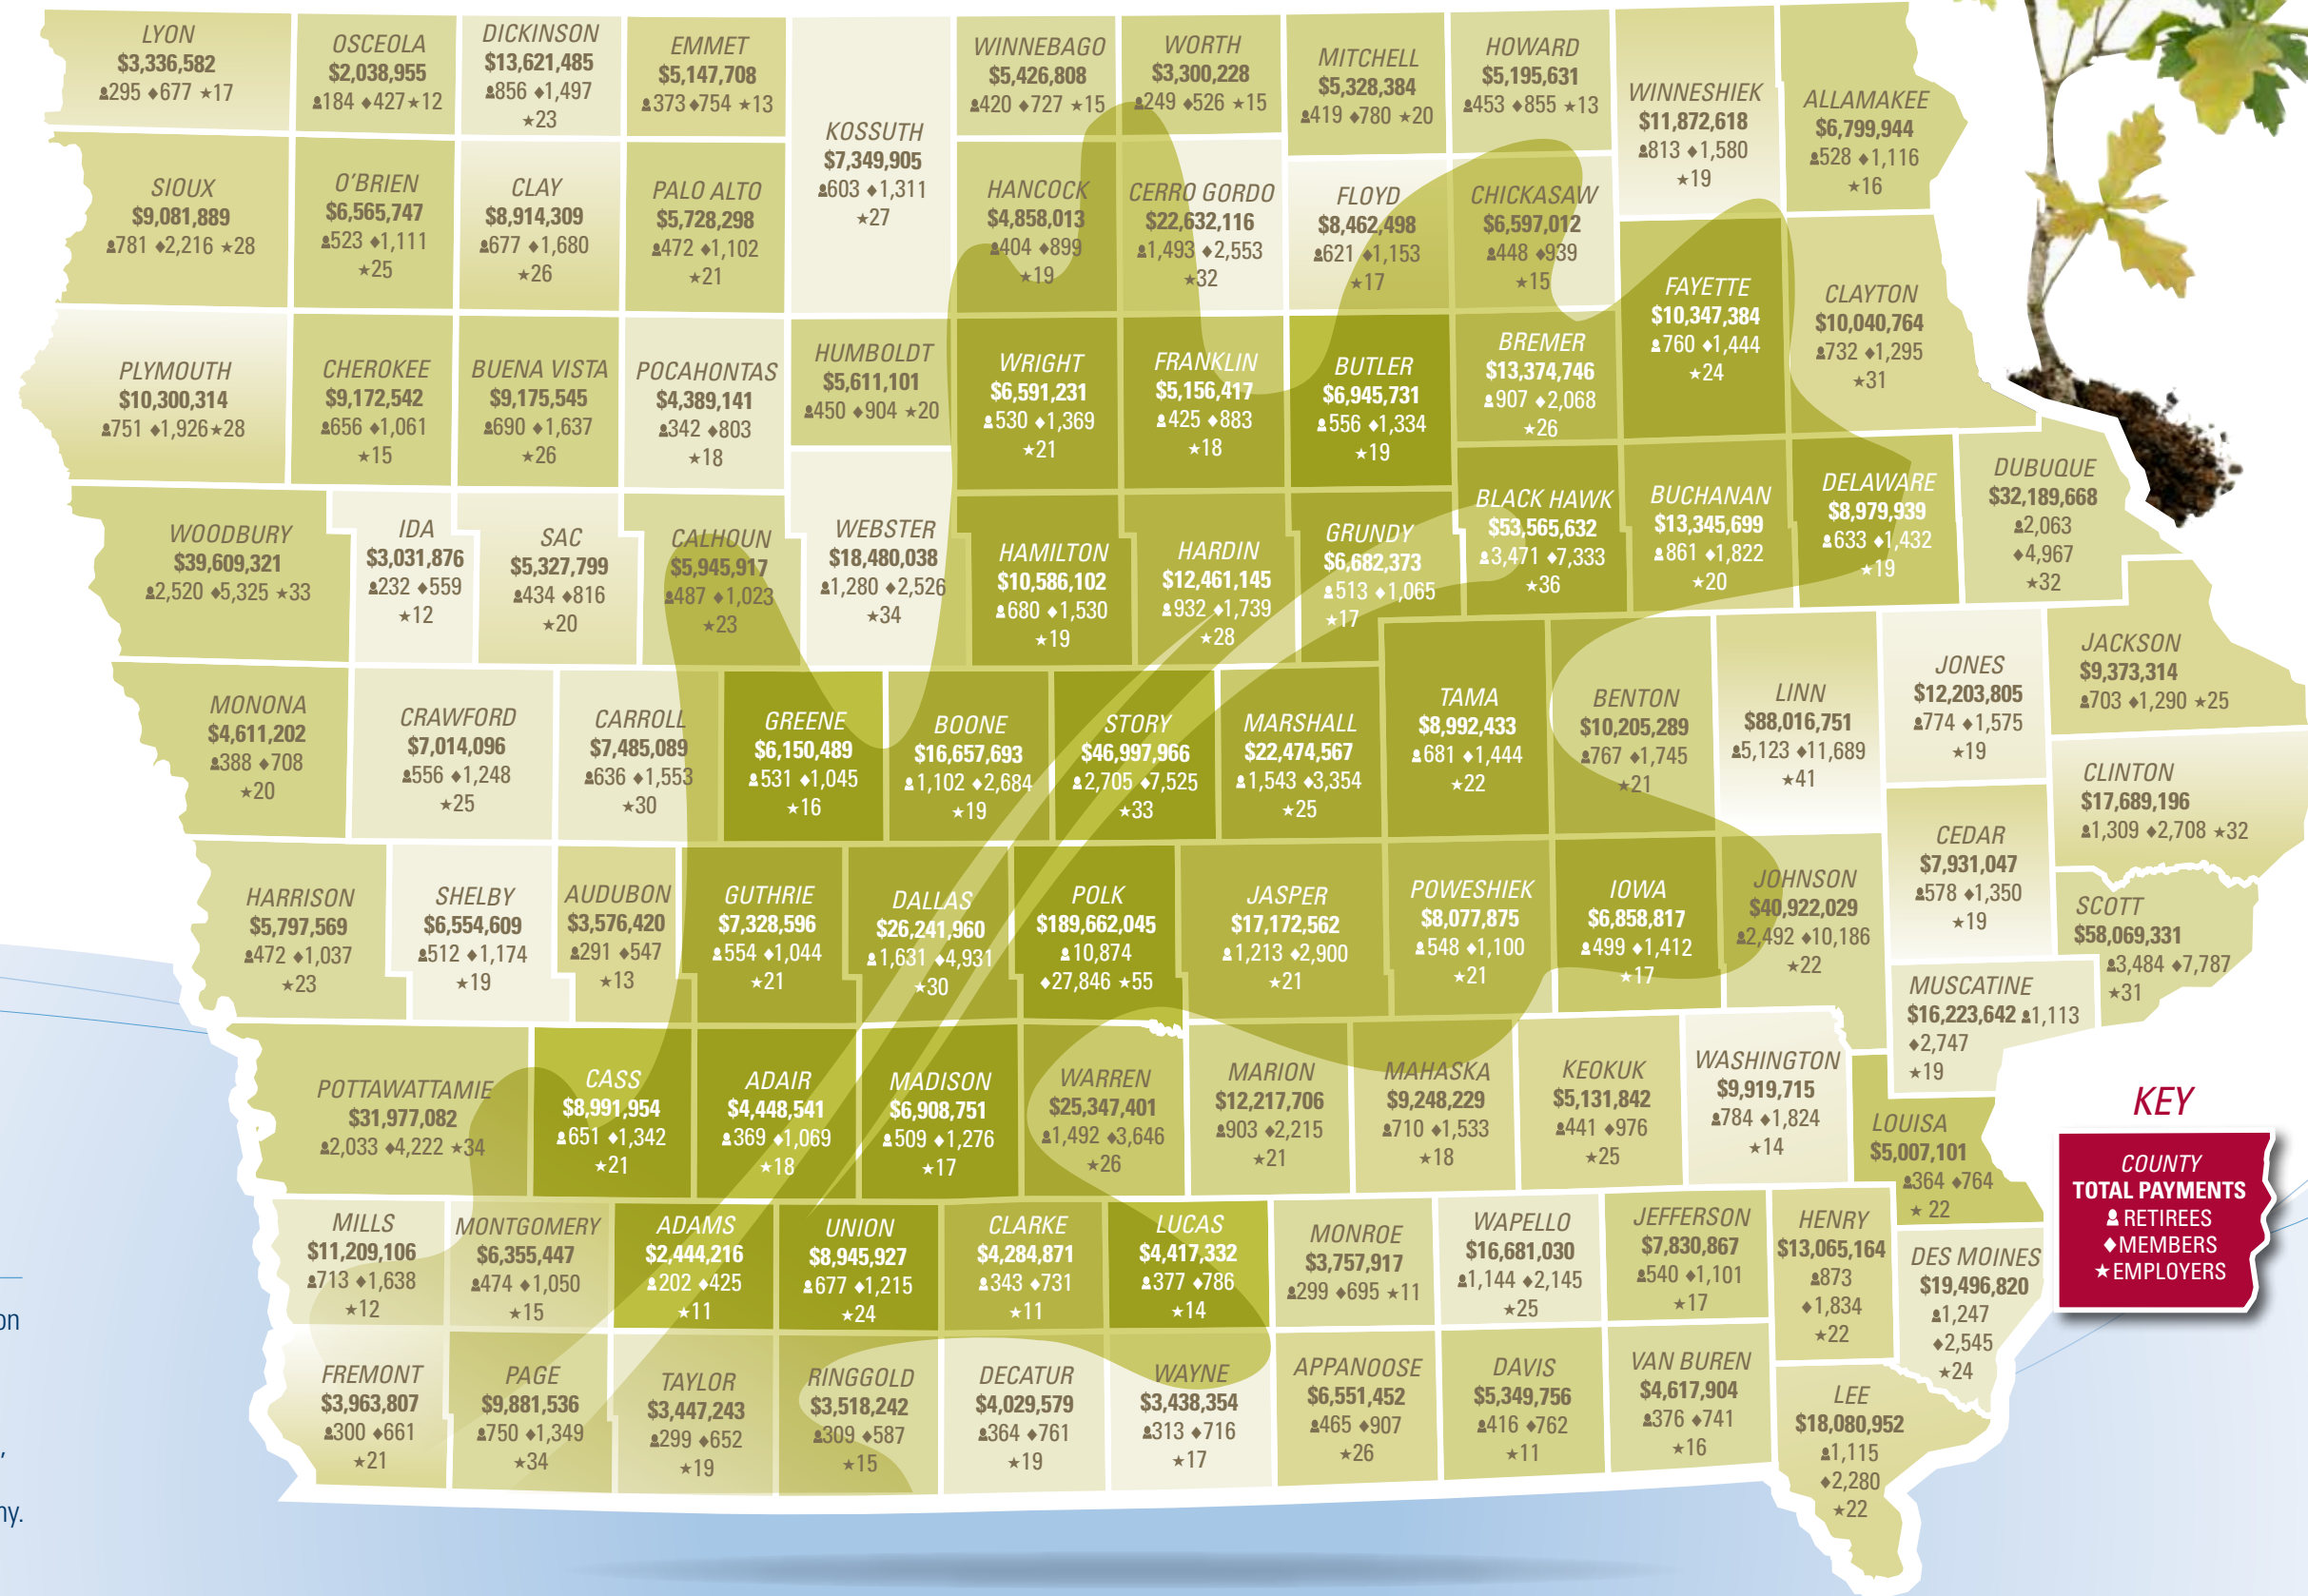 LYON
$3,336,582
295 ♦677 ★17
OSCEOLA
$2,038,955
184 ♦427★12
DICKINSON
$13,621,485
856 ♦1,497
★23
EMMET
$5,147,708
373♦754 ★13
KOSSUTH
$7,349,905
603 ♦1,311
★27
WINNEBAGO
$5,426,808
420 ♦727 ★15
WORTH
$3,300,228
249 ♦526 ★15
MITCHELL
$5,328,384
419 ♦780 ★20
HOWARD
$5,195,631
453 ♦855 ★13
WINNESHIEK
$11,872,618
813 ♦1,580
★19
ALLAMAKEE
$6,799,944
528 ♦1,116
★16
SIOUX
$9,081,889
781 ♦2,216 ★28
O'BRIEN
$6,565,747
523 ♦1,111
★25
CLAY
$8,914,309
677 ♦1,680
★26
PALO ALTO
$5,728,298
472 ♦1,102
★21
HANCOCK
$4,858,013
404 ♦899
★19
CERRO GORDO
$22,632,116
1,493 ♦2,553
★32
FLOYD
$8,462,498
621 ♦1,153
★17
CHICKASAW
$6,597,012
448 ♦939
★15
FAYETTE
$10,347,384
760 ♦1,444
★24
CLAYTON
$10,040,764
732 ♦1,295
★31
PLYMOUTH
$10,300,314
751 ♦1,926★28
CHEROKEE
$9,172,542
656 ♦1,061
★15
BUENA VISTA
$9,175,545
690 ♦1,637
★26
POCAHONTAS
$4,389,141
342 ♦803
★18
HUMBOLDT
$5,611,101
450 ♦904 ★20
WRIGHT
$6,591,231
530 ♦1,369
★21
FRANKLIN
$5,156,417
425 ♦883
★18
BUTLER
$6,945,731
556 ♦1,334
★19
BREMER
$13,374,746
907 ♦2,068
★26
WOODBURY
$39,609,321
2,520 ♦5,325 ★33
IDA
$3,031,876
232 ♦559
★12
SAC
$5,327,799
434 ♦816
★20
CALHOUN
$5,945,917
487 ♦1,023
★23
WEBSTER
$18,480,038
1,280 ♦2,526
★34
HAMILTON
$10,586,102
680 ♦1,530
★19
HARDIN
$12,461,145
932 ♦1,739
★28
GRUNDY
$6,682,373
513 ♦1,065
★17
BLACK HAWK
$53,565,632
3,471 ♦7,333
★36
BUCHANAN
$13,345,699
861 ♦1,822
★20
DELAWARE
$8,979,939
633 ♦1,432
★19
DUBUQUE
$32,189,668
2,063
♦4,967
★32
MONONA
$4,611,202
388 ♦708
★20
CRAWFORD
$7,014,096
556 ♦1,248
★25
CARROLL
$7,485,089
636 ♦1,553
★30
GREENE
$6,150,489
531 ♦1,045
★16
BOONE
$16,657,693
1,102 ♦2,684
★19
STORY
$46,997,966
2,705 ♦7,525
★33
MARSHALL
$22,474,567
1,543 ♦3,354
★25
TAMA
$8,992,433
681 ♦1,444
★22
BENTON
$10,205,289
767 ♦1,745
★21
LINN
$88,016,751
5,123 ♦11,689
★41
JONES
$12,203,805
774 ♦1,575
★19
JACKSON
$9,373,314
703 ♦1,290 ★25
CLINTON
$17,689,196
1,309 ♦2,708 ★32
HARRISON
$5,797,569
472 ♦1,037
★23
SHELBY
$6,554,609
512 ♦1,174
★19
AUDUBON
$3,576,420
291 ♦547
★13
GUTHRIE
$7,328,596
554 ♦1,044
★21
DALLAS
$26,241,960
1,631 ♦4,931
★30
POLK
$189,662,045
10,874
♦27,846 ★55
JASPER
$17,172,562
1,213 ♦2,900
★21
POWESHIEK
$8,077,875
548 ♦1,100
★21
IOWA
$6,858,817
499 ♦1,412
★17
JOHNSON
$40,922,029
2,492 ♦10,186
★22
CEDAR
$7,931,047
578 ♦1,350
★19
SCOTT
$58,069,331
3,484 ♦7,787
★31
MUSCATINE
$16,223,642 1,113
♦2,747
★19
POTTAWATTAMIE
$31,977,082
2,033 ♦4,222 ★34
CASS
$8,991,954
651 ♦1,342
★21
ADAIR
$4,448,541
369 ♦1,069
★18
MADISON
$6,908,751
509 ♦1,276
★17
WARREN
$25,347,401
1,492 ♦3,646
★26
MARION
$12,217,706
903 ♦2,215
★21
MAHASKA
$9,248,229
710 ♦1,533
★18
KEOKUK
$5,131,842
441 ♦976
★25
WASHINGTON
$9,919,715
784 ♦1,824
★14
LOUISA
$5,007,101
364 ♦764
★ 22
MILLS
$11,209,106
713 ♦1,638
★12
MONTGOMERY
$6,355,447
474 ♦1,050
★15
ADAMS
$2,444,216
202 ♦425
★11
UNION
$8,945,927
677 ♦1,215
★24
CLARKE
$4,284,871
343 ♦731
★11
LUCAS
$4,417,332
377 ♦786
★14
MONROE
$3,757,917
299 ♦695 ★11
WAPELLO
$16,681,030
1,144 ♦2,145
★25
JEFFERSON
$7,830,867
540 ♦1,101
★17
HENRY
$13,065,164
873
♦1,834
★22
DES MOINES
$19,496,820
1,247
♦2,545
★24
FREMONT
$3,963,807
300 ♦661
★21
PAGE
$9,881,536
750 ♦1,349
★34
TAYLOR
$3,447,243
299 ♦652
★19
RINGGOLD
$3,518,242
309 ♦587
★15
DECATUR
$4,029,579
364 ♦761
★19
WAYNE
$3,438,354
313 ♦716
★17
APPANOOSE
$6,551,452
465 ♦907
★26
DAVIS
$5,349,756
416 ♦762
★11
VAN BUREN
$4,617,904
376 ♦741
★16
LEE
$18,080,952
1,115
♦2,280
★22
KEY
COUNTY
TOTAL PAYMENTS
RETIREES
♦MEMBERS
★EMPLOYERS